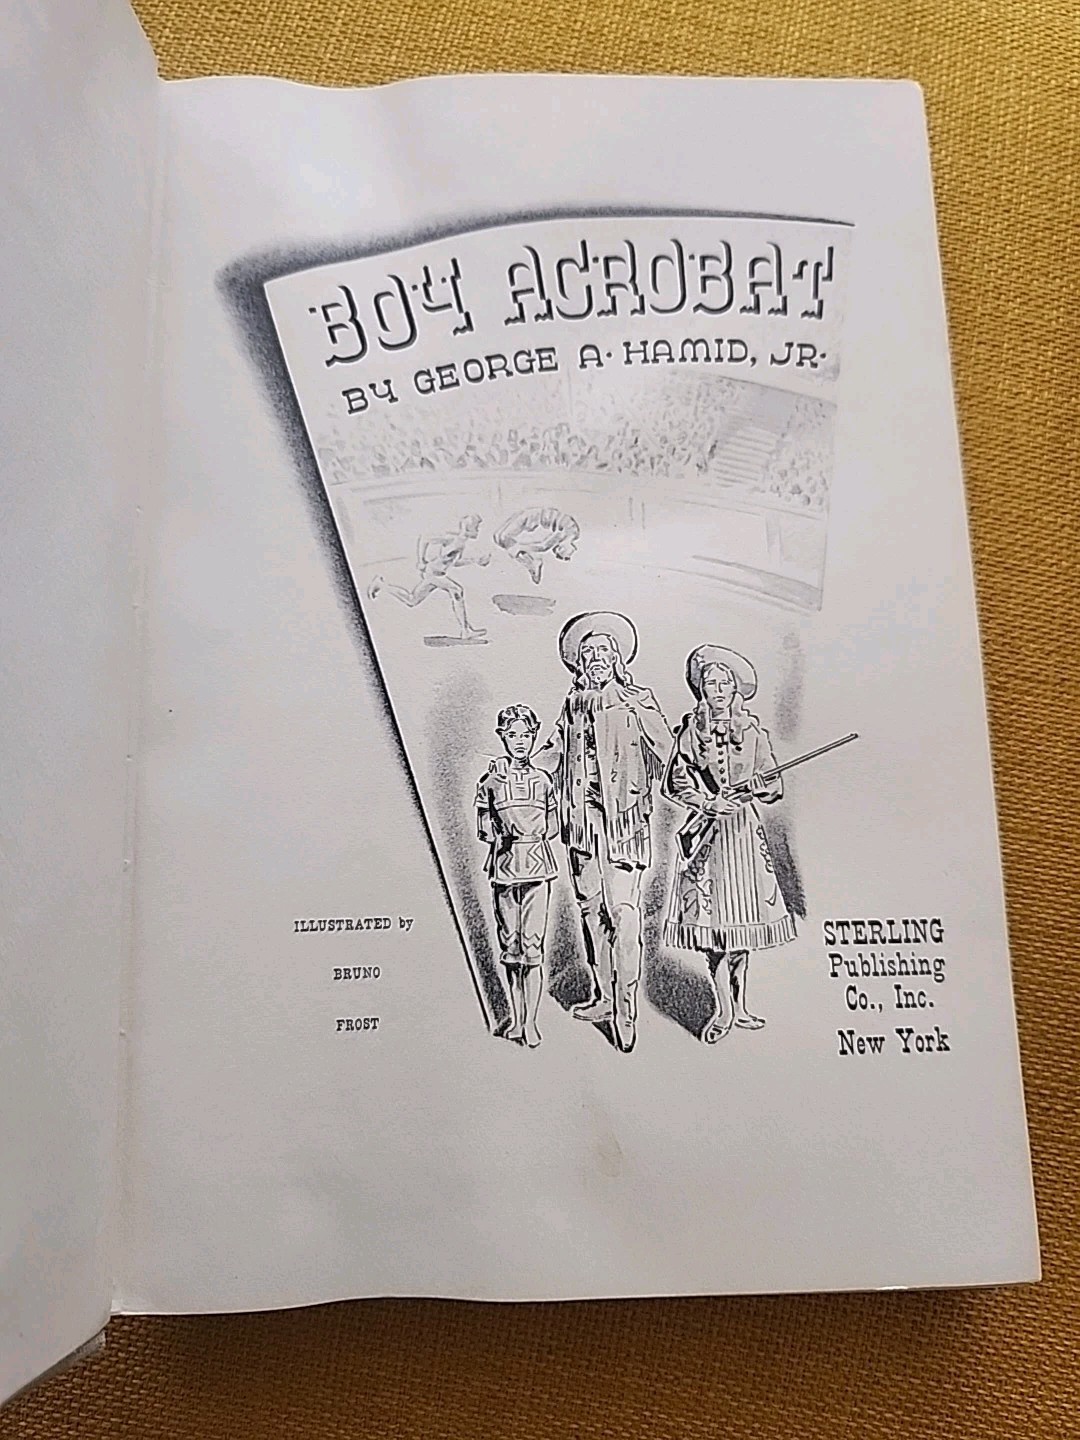 BOY ACROBAT
BY GEORGE A. HAMID, JR.
ILLUSTRATED by
BRUNO
FROST
STERLING
Publishing
Co., Inc.
New York